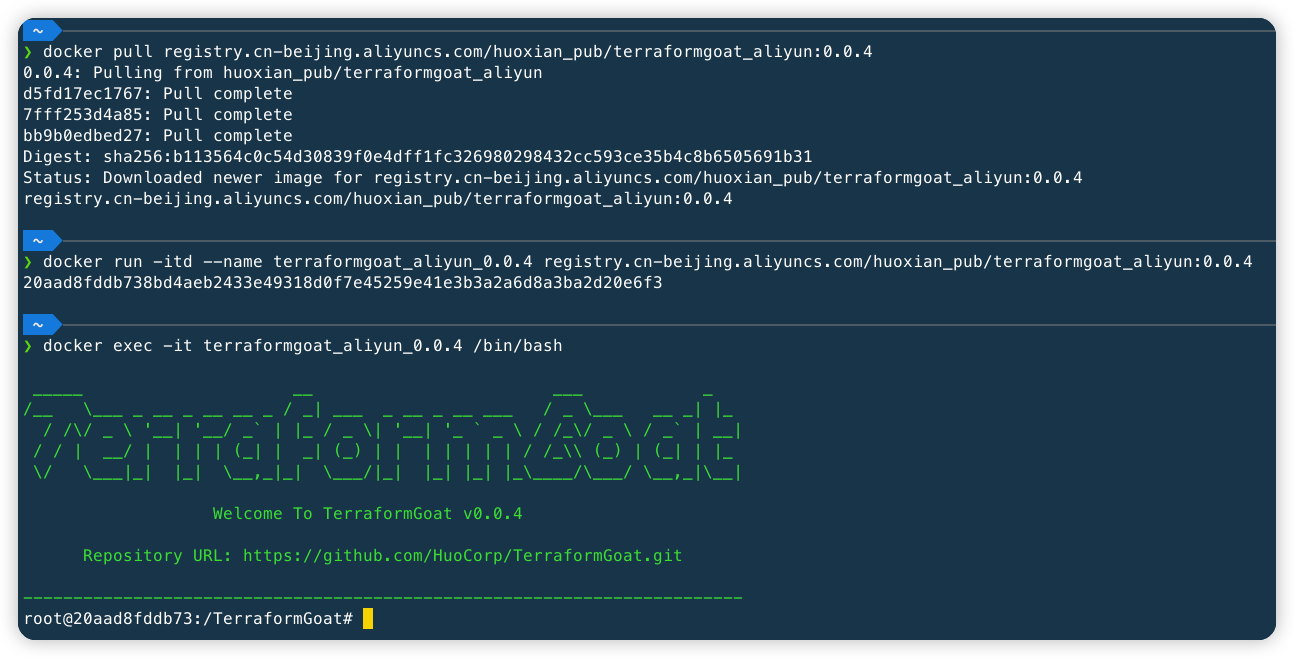 ~
❯ docker pull registry.cn-beijing.aliyuncs.com/huoxian_pub/terraformgoat_aliyun:0.0.4
0.0.4: Pulling from huoxian_pub/terraformgoat_aliyun
d5fd17ec1767: Pull complete
7fff253d4a85: Pull complete
bb9b0edbed27: Pull complete
Digest: sha256:b113564c0c54d30839f0e4dff1fc326980298432cc593ce35b4c8b6505691b31
Status: Downloaded newer image for registry.cn-beijing.aliyuncs.com/huoxian_pub/terraformgoat_aliyun:0.0.4
registry.cn-beijing.aliyuncs.com/huoxian_pub/terraformgoat_aliyun:0.0.4
~
❯ docker run -itd --name terraformgoat_aliyun_0.0.4 registry.cn-beijing.aliyuncs.com/huoxian_pub/terraformgoat_aliyun:0.0.4
20aad8fddb738bd4aeb2433e49318d0f7e45259e41e3b3a2a6d8a3ba2d20e6f3
~
❯ docker exec -it terraformgoat_aliyun_0.0.4 /bin/bash
TerraformGoat
Welcome To TerraformGoat v0.0.4
Repository URL: https://github.com/HuoCorp/TerraformGoat.git
root@20aad8fddb73:/TerraformGoat#